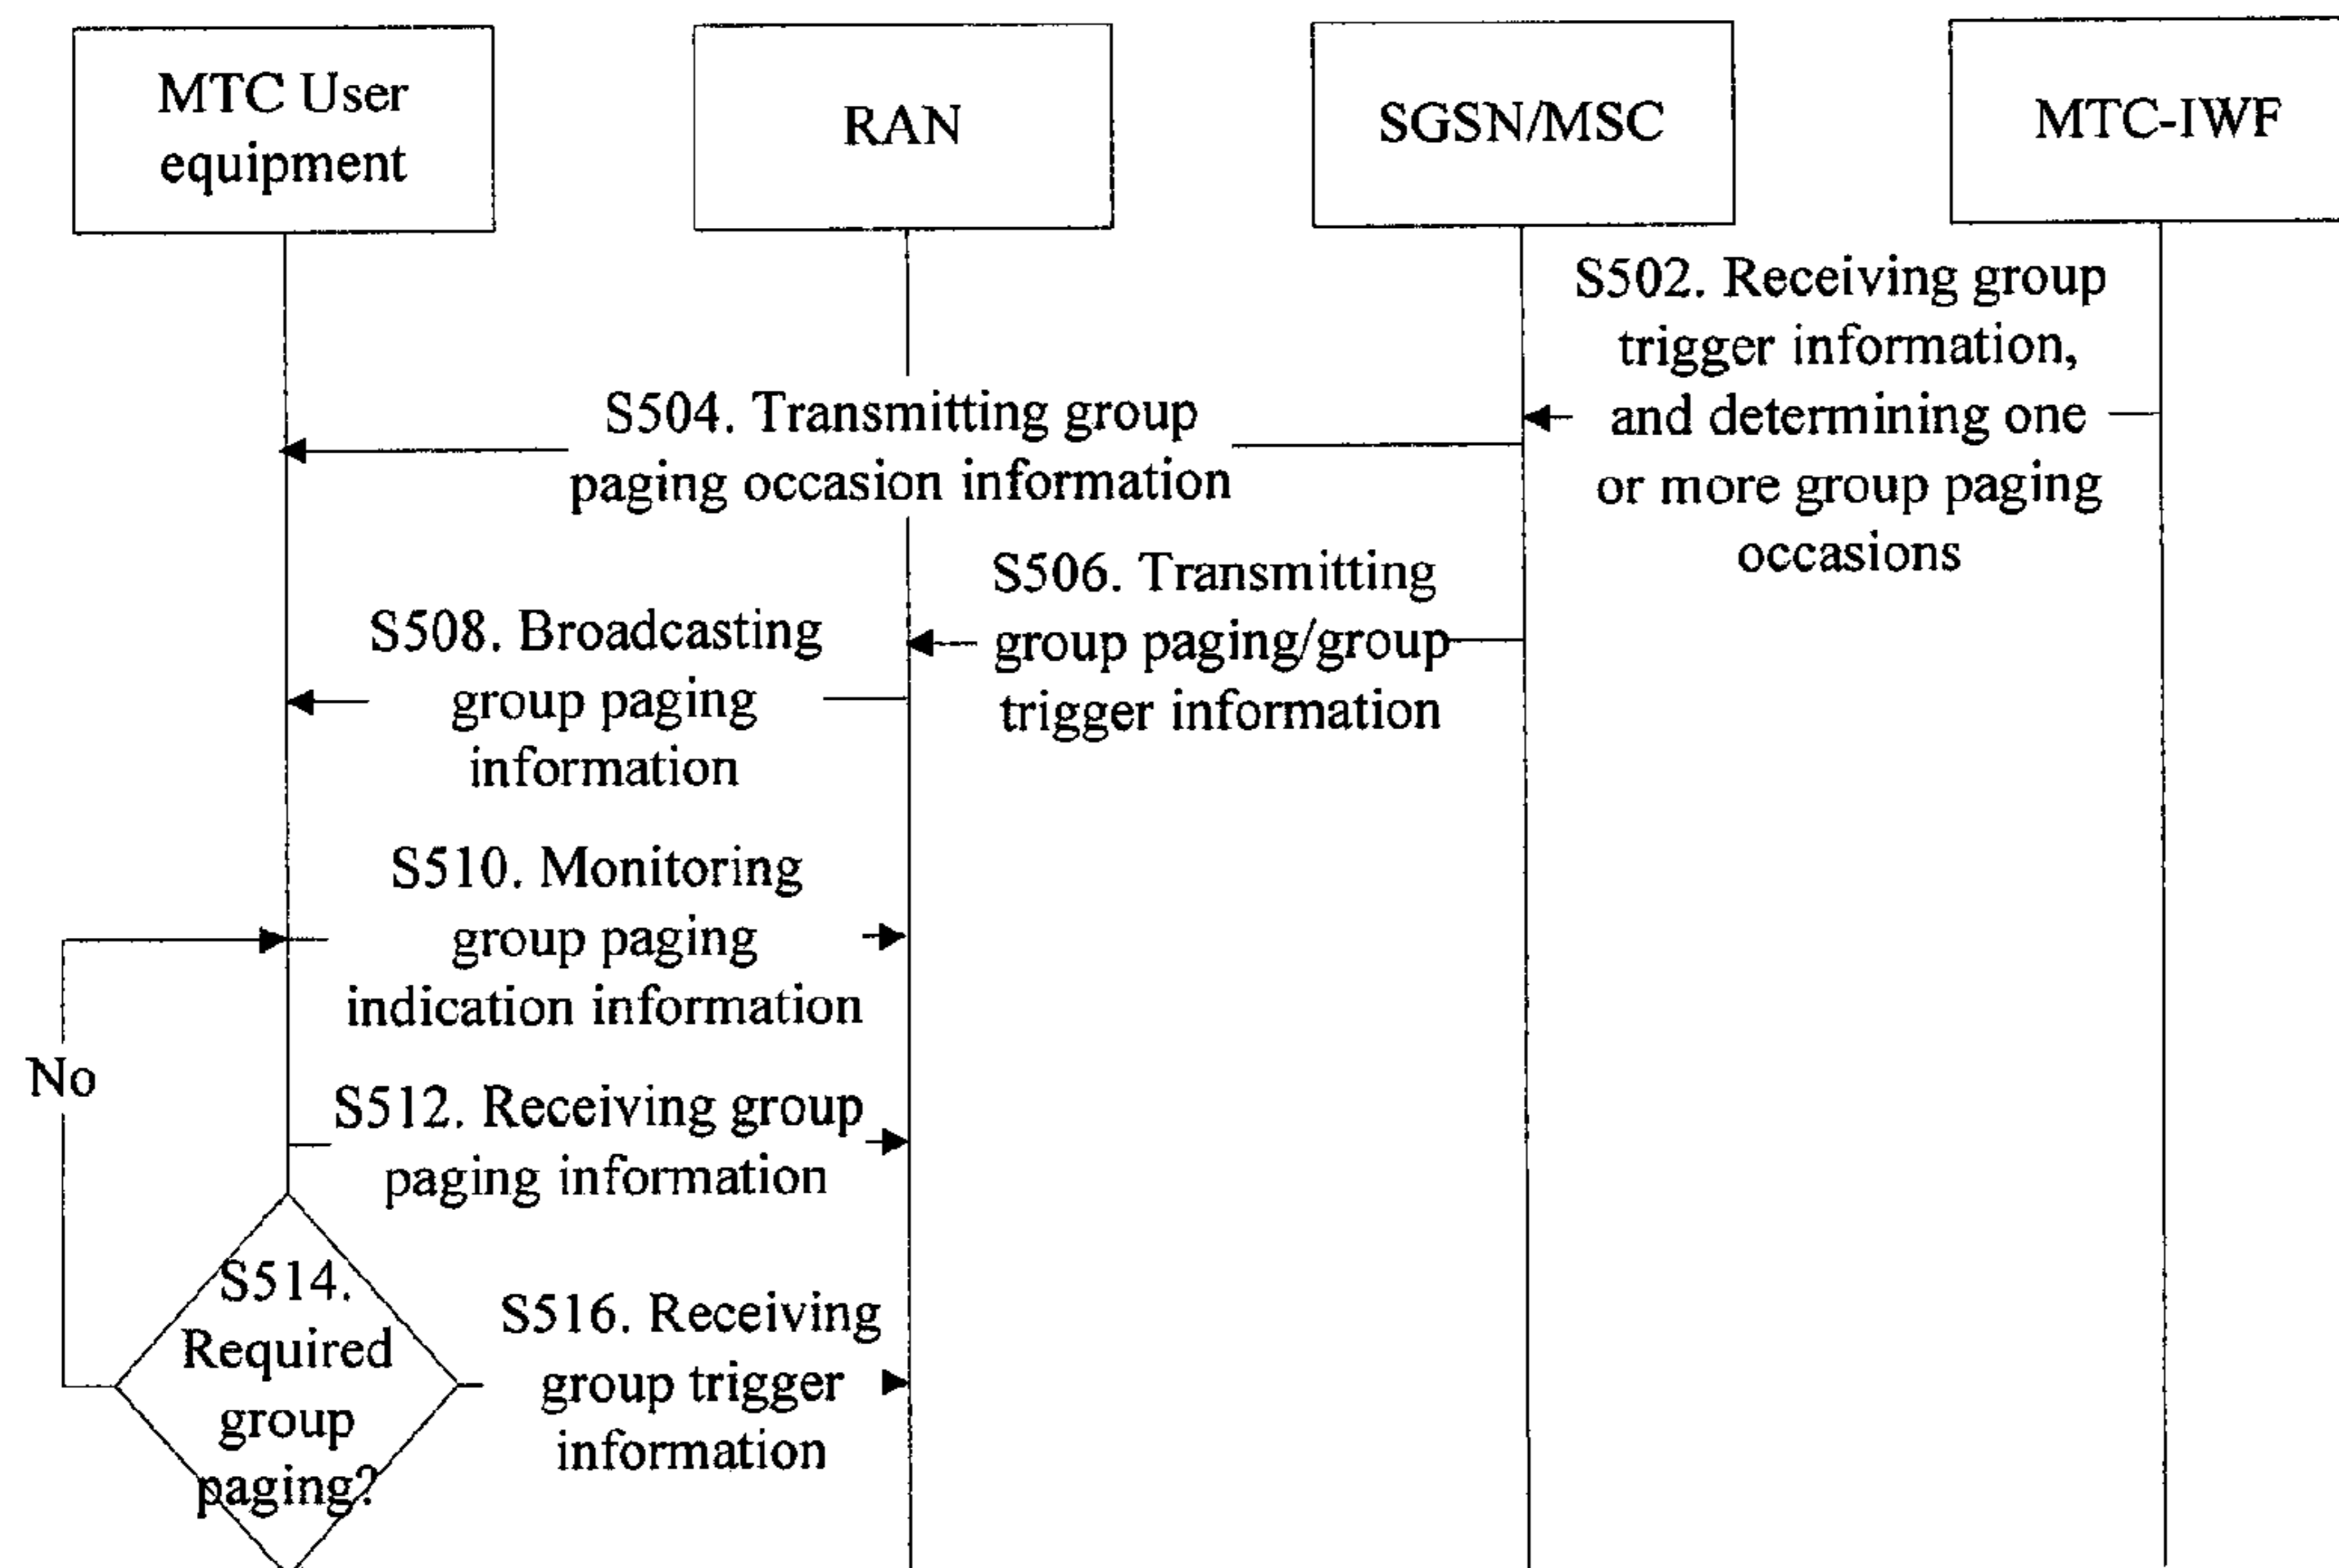 MTC User
equipment
RAN
SGSN/MSC
MTC-IWF
S502. Receiving group
trigger information,
and determining one
or more group paging
occasions
S504. Transmitting group
paging occasion information
S506. Transmitting
group paging/group
trigger information
S508. Broadcasting
group paging
information
S510. Monitoring
group paging
indication information
No
S512. Receiving group
paging information
S514.
Required
group
paging?
S516. Receiving
group trigger
information